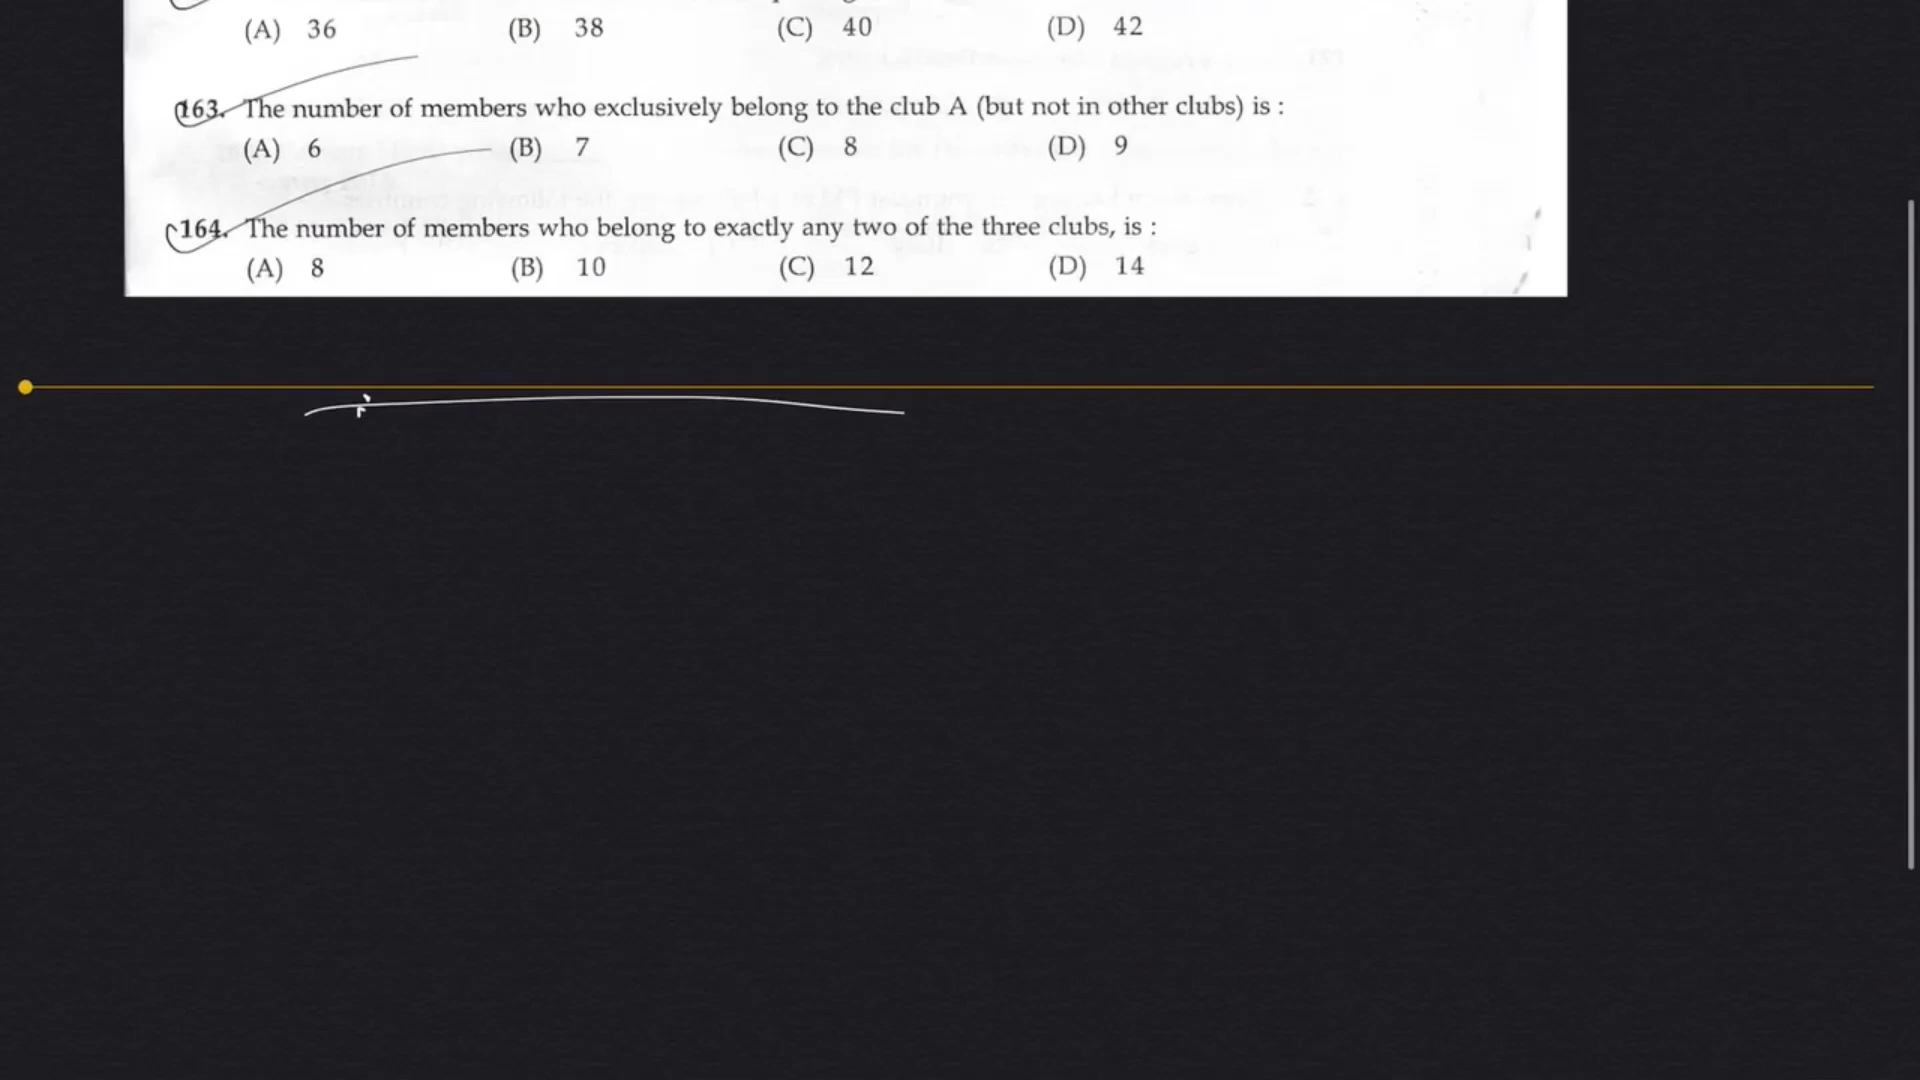 (A) 36 (B) 38 (C) 40 (D) 42
163. The number of members who exclusively belong to the club A (but not in other clubs) is :
(A) 6 (B) 7 (C) 8 (D) 9
164. The number of members who belong to exactly any two of the three clubs, is :
(A) 8 (B) 10 (C) 12 (D) 14